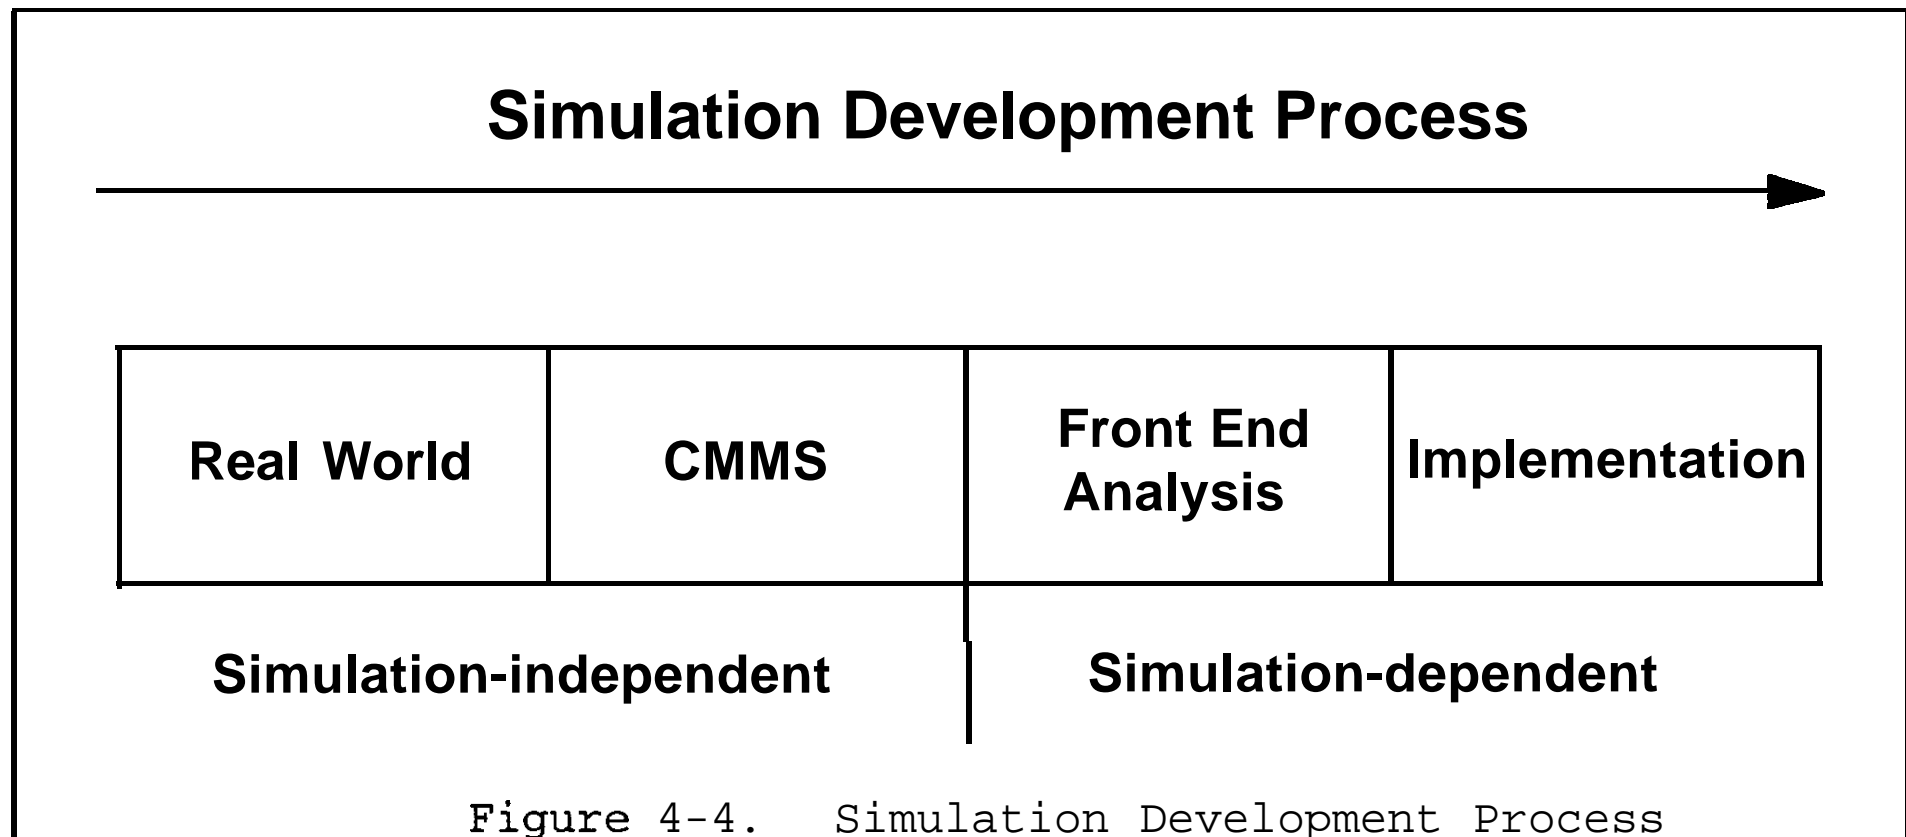 Simulation Development Process
Real World
CMMS
Front End
Analysis
Implementation
Simulation-independent
Simulation-dependent
Figure 4-4. Simulation Development Process